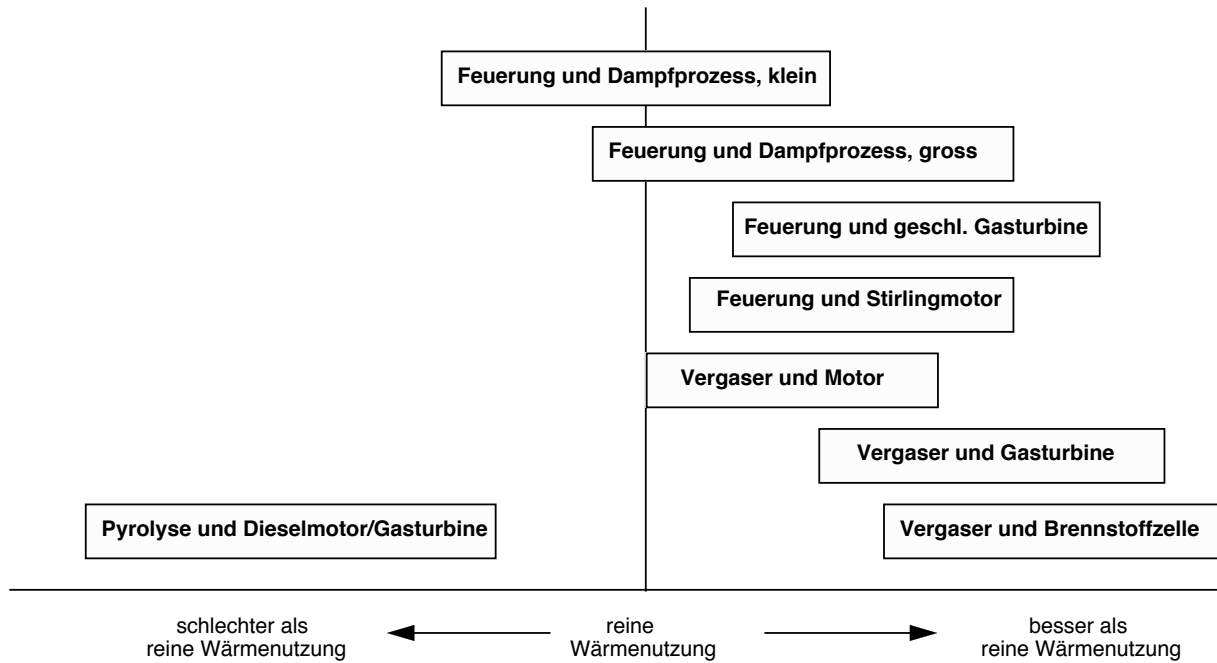 Feuerung und Dampfprozess, klein
Feuerung und Dampfprozess, gross
Feuerung und geschl. Gasturbine
Feuerung und Stirlingmotor
Vergaser und Motor
Vergaser und Gasturbine
Pyrolyse und Dieselmotor/Gasturbine
Vergaser und Brennstoffzelle
schlechter als
reine Wärmenutzung
reine
Wärmenutzung
besser als
reine Wärmenutzung